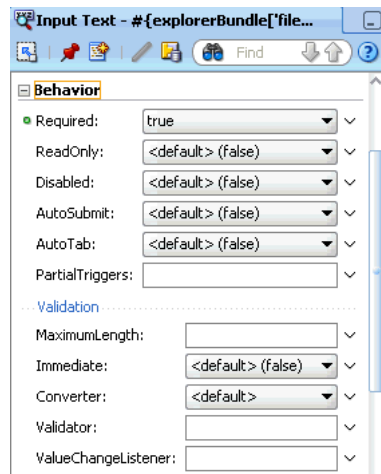 Input Text - #{explorerBundle['file...
Find
Behavior
Required: true
ReadOnly: <default> (false)
Disabled: <default> (false)
AutoSubmit: <default> (false)
AutoTab: <default> (false)
PartialTriggers:
Validation
MaximumLength:
Immediate: <default> (false)
Converter: <default>
Validator:
ValueChangeListener: